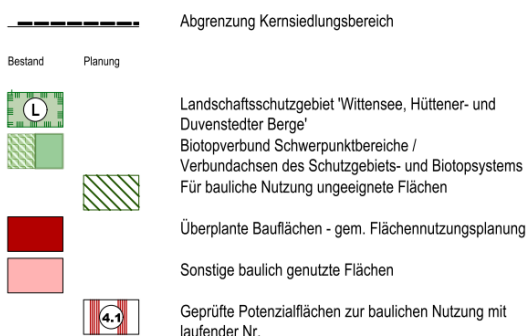 Abgrenzung Kernsiedlungsbereich
Bestand Planung
L
Landschaftsschutzgebiet 'Wittensee, Hüttener- und
Duvenstedter Berge'
Biotopverbund Schwerpunktbereiche /
Verbundachsen des Schutzgebiets- und Biotopsystems
Für bauliche Nutzung ungeeignete Flächen
Überplante Bauflächen - gem. Flächennutzungsplanung
Sonstige baulich genutzte Flächen
4.1
Geprüfte Potenzialflächen zur baulichen Nutzung mit
laufender Nr.